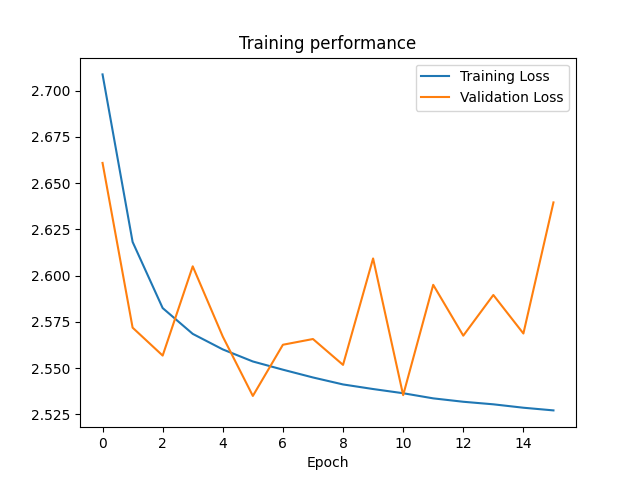 Training performance
Training Loss
Validation Loss
2.700
2.675
2.650
2.625
2.600
2.575
2.550
2.525
0 2 4 6 8 10 12 14
Epoch